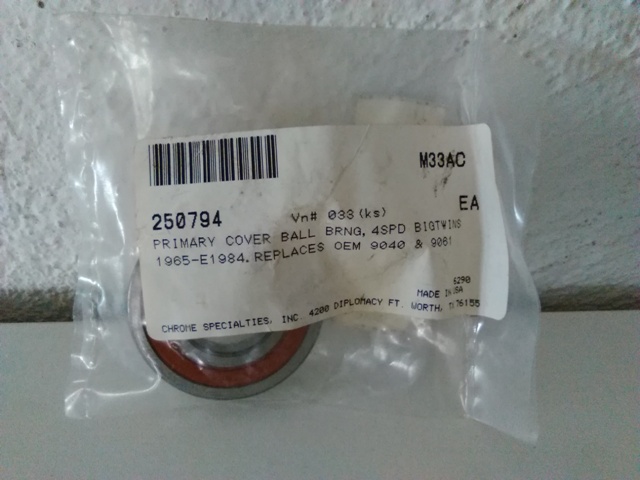 M33AC
250794 Vn# 033(ks) EA
PRIMARY COVER BALL BRNG, 4SPD BIGTWINS
1965-E1984. REPLACES OEM 9040 & 9061
6290
MADE IN USA
CHROME SPECIALTIES, INC. 4200 DIPLOMACY FT. WORTH, TX 76155